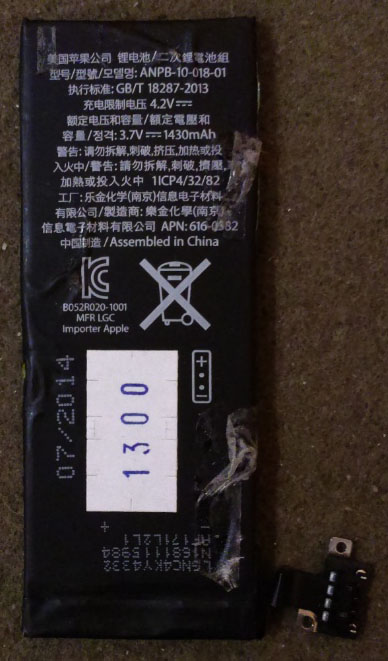 美国苹果公司 锂电池/二次鋰電池組
型号/型號/모델명: ANPB-10-018-01
执行标准: GB/T 18287-2013
充电限制电压 4.2V⎓
额定电压和容量/額定電壓和
容量/정격: 3.7V⎓1430mAh
警告: 请勿拆解,刺破,挤压,加热或投
入火中/警告: 請勿拆解,刺破,擠壓,
加熱或投入火中 1ICP4/32/82
工厂: 乐金化学(南京)信息电子材料
有限公司/製造商: 樂金化學(南京)
信息電子材料有限公司 APN: 616-0582
中国制造/Assembled in China
B052R020-1001
MFR LGC
Importer Apple
07/2014
1300
+
−
N1681115984